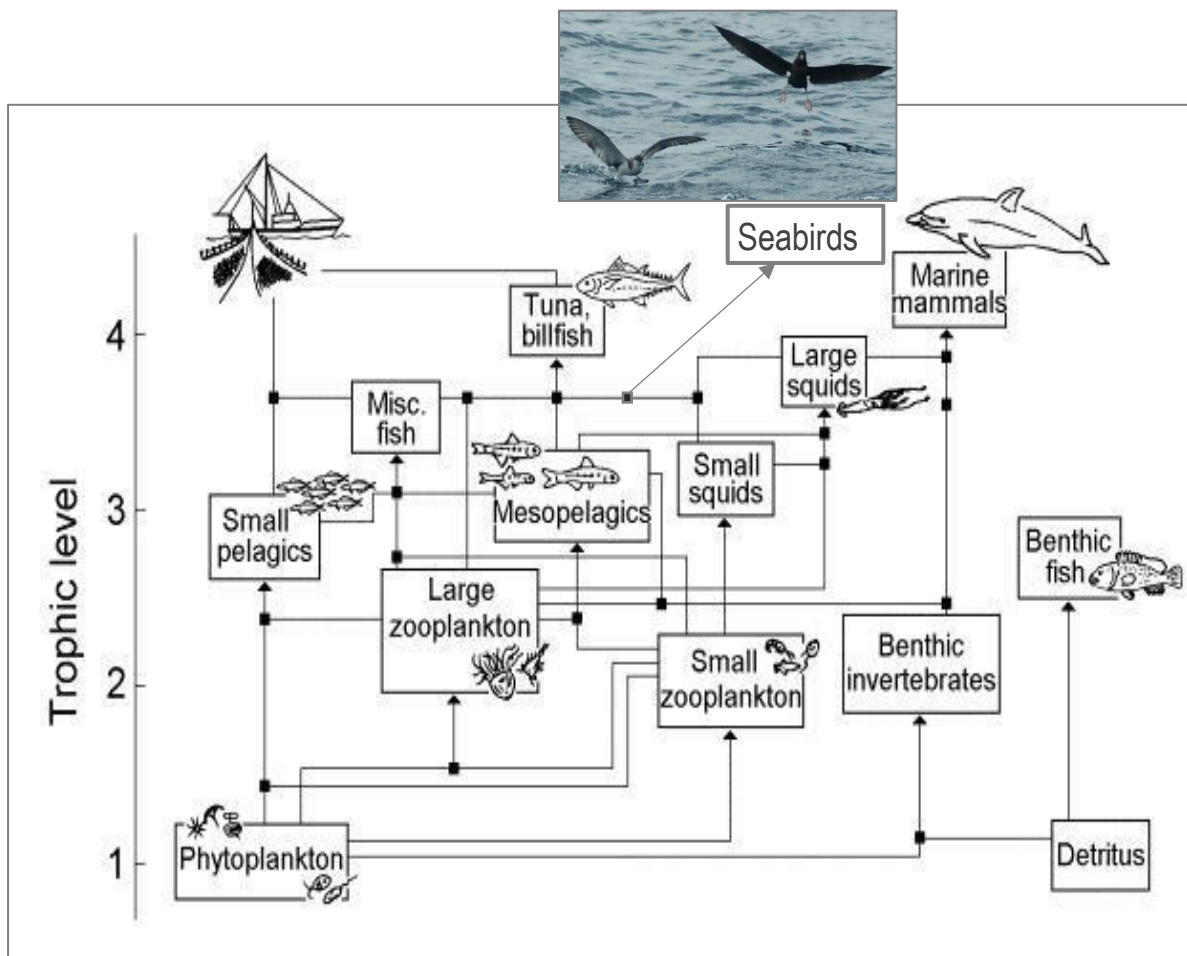 Seabirds
Marine
mammals
Tuna,
billfish
4
Large
squids
Misc.
fish
Small
squids
3
Mesopelagics
Small
pelagics
Benthic
fish
Large
zooplankton
Trophic level
Benthic
invertebrates
Small
zooplankton
2
Phytoplankton
1
Detritus